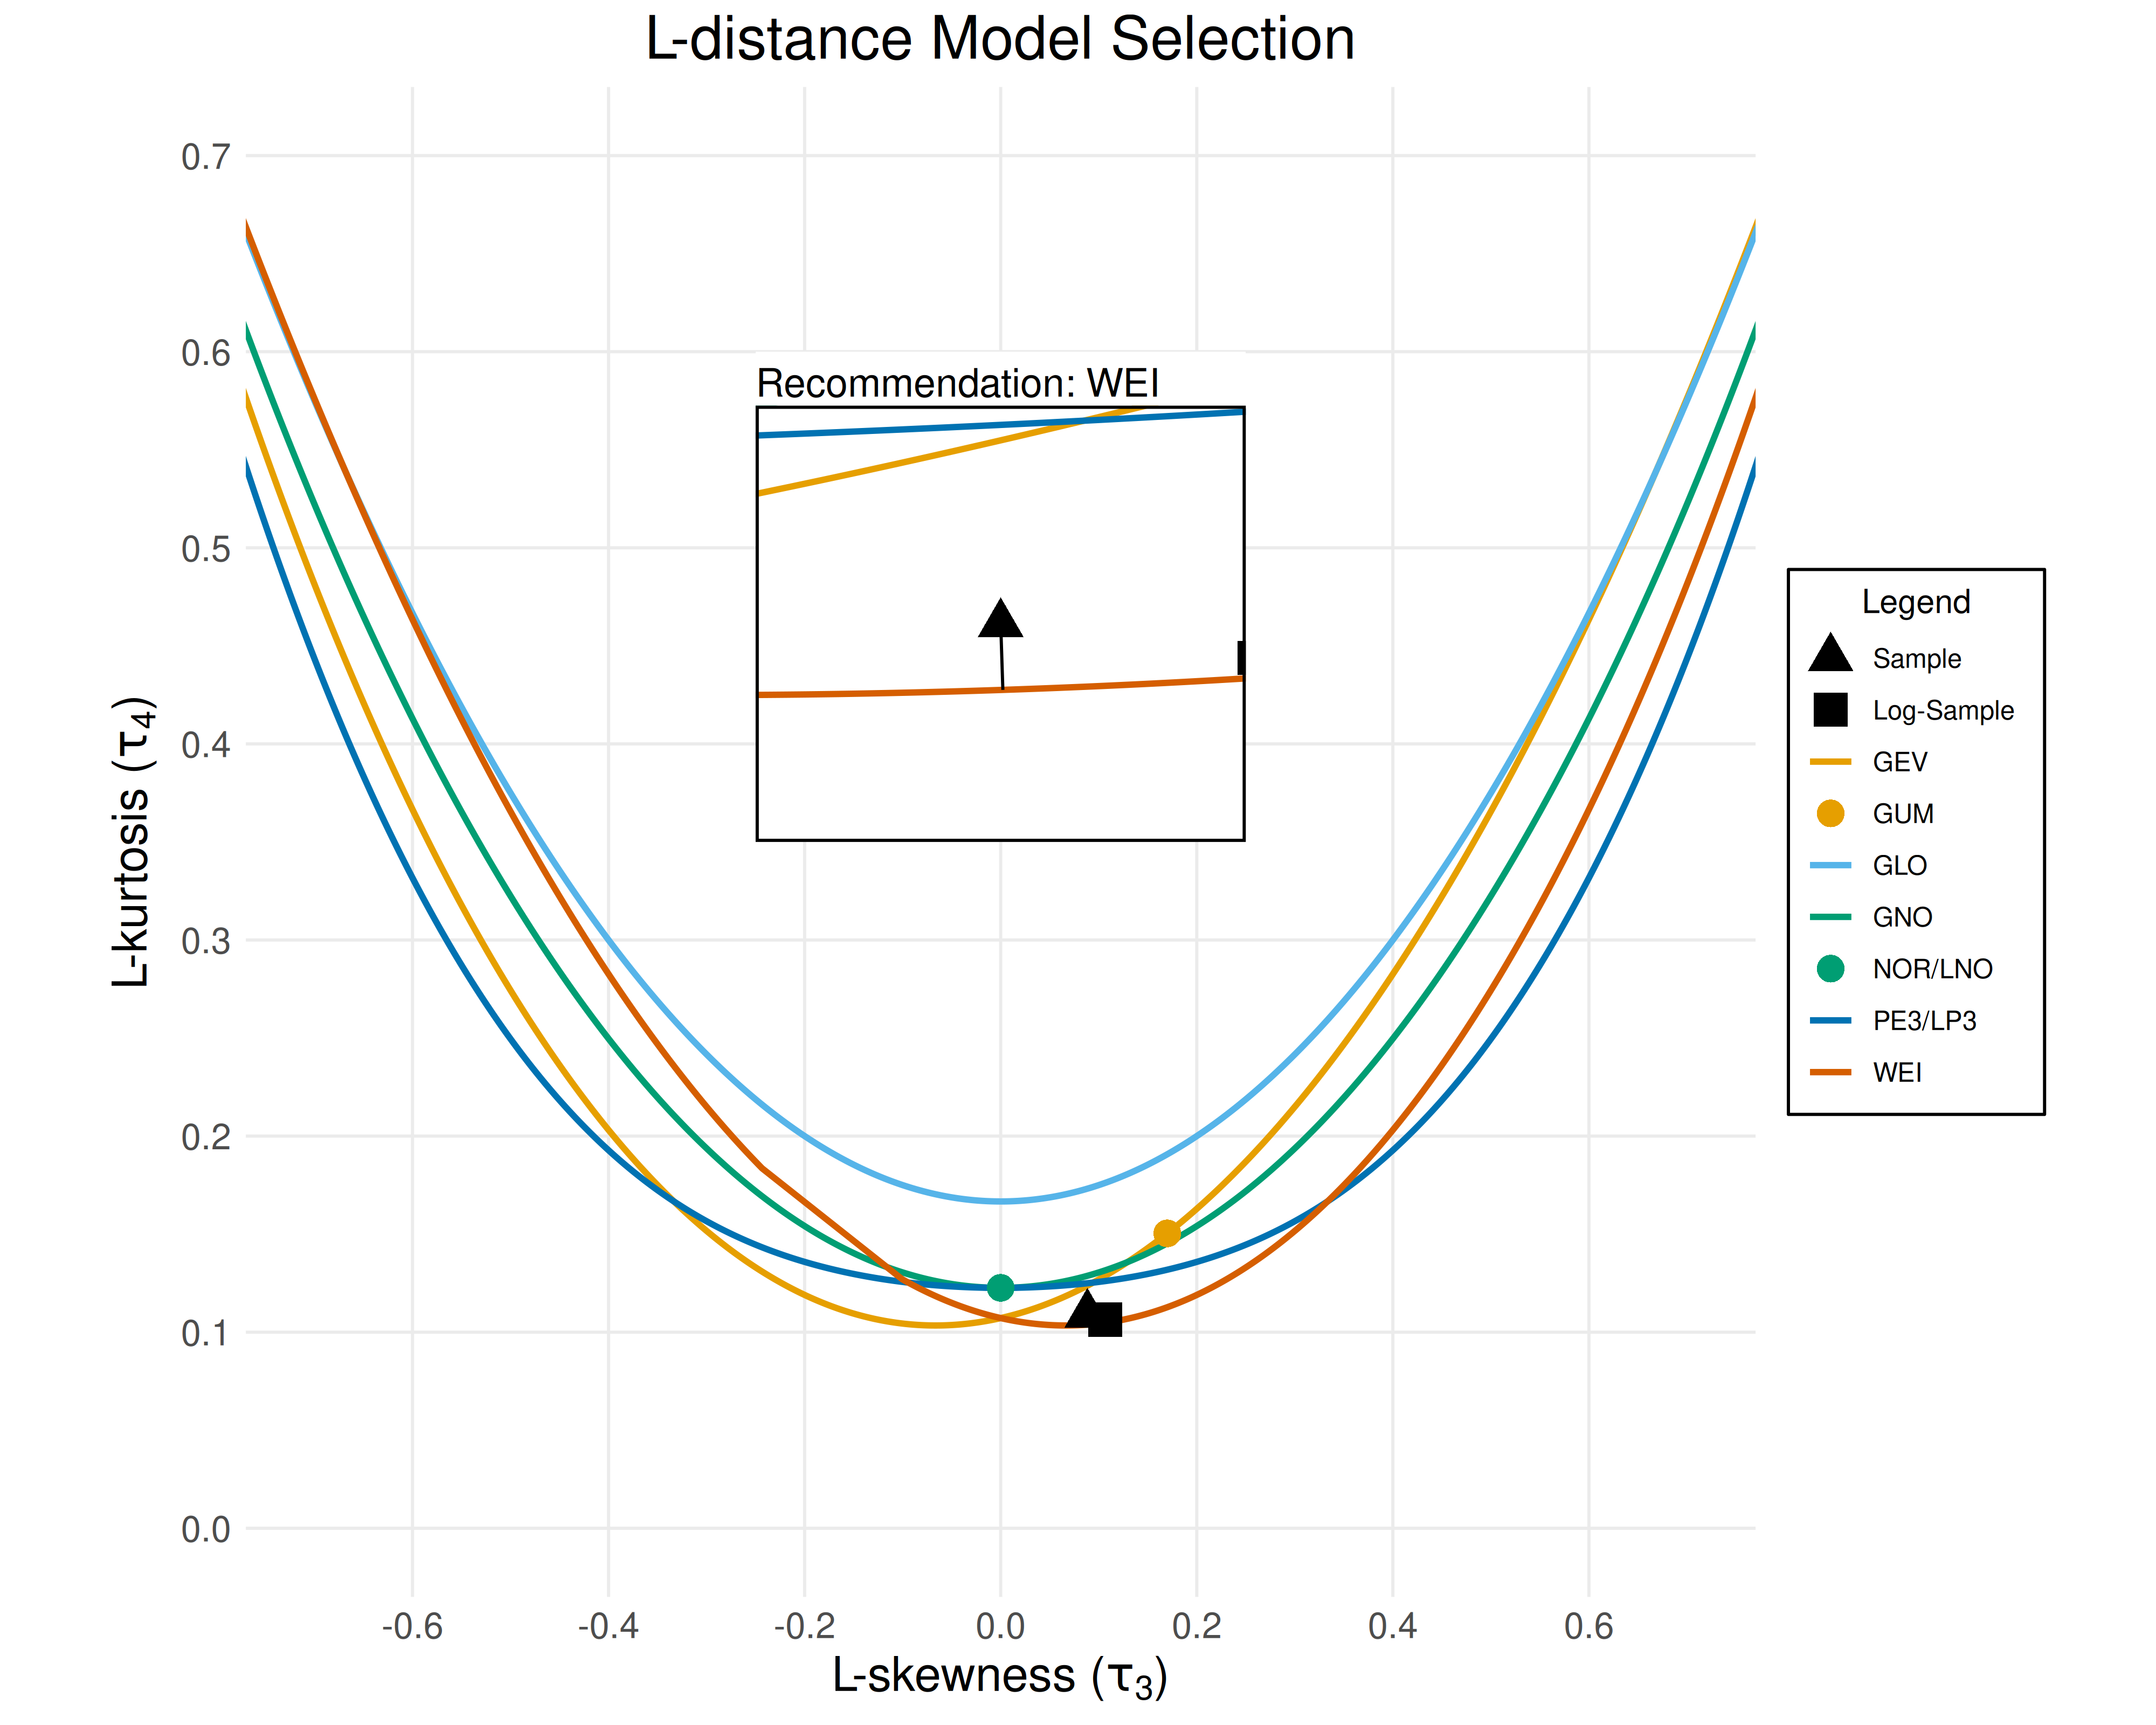 L-distance Model Selection
0.7
0.6
0.5
0.4
0.3
0.2
0.1
0.0
L-kurtosis (τ₄)
Recommendation: WEI
-0.6
-0.4
-0.2
0.0
0.2
0.4
0.6
L-skewness (τ₃)
Legend
Sample
Log-Sample
GEV
GUM
GLO
GNO
NOR/LNO
PE3/LP3
WEI